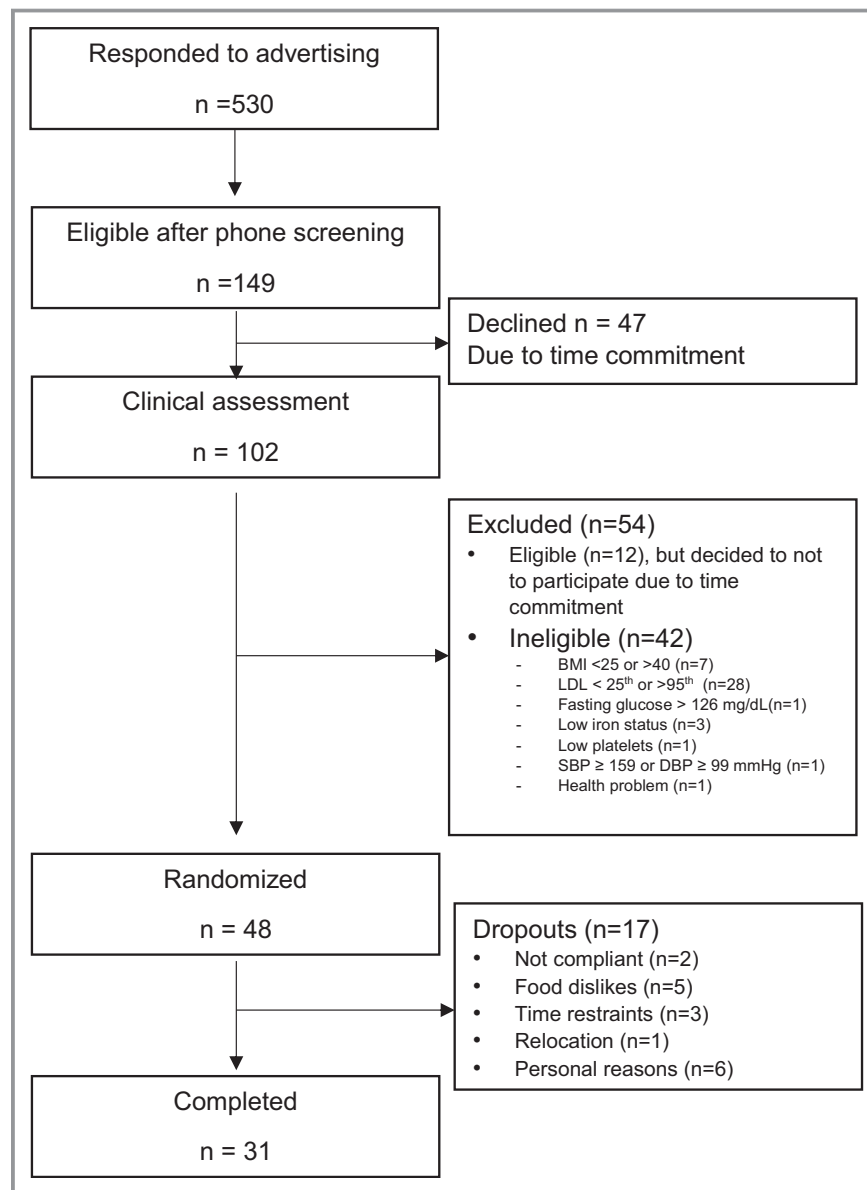 Responded to advertising
n =530
Eligible after phone screening
n =149
Declined n = 47
Due to time commitment
Clinical assessment
n = 102
Excluded (n=54)
• Eligible (n=12), but decided to not
to participate due to time
commitment
• Ineligible (n=42)
- BMI <25 or >40 (n=7)
- LDL < 25th or >95th (n=28)
- Fasting glucose > 126 mg/dL(n=1)
- Low iron status (n=3)
- Low platelets (n=1)
- SBP ≥ 159 or DBP ≥ 99 mmHg (n=1)
- Health problem (n=1)
Randomized
n = 48
Dropouts (n=17)
• Not compliant (n=2)
• Food dislikes (n=5)
• Time restraints (n=3)
• Relocation (n=1)
• Personal reasons (n=6)
Completed
n = 31